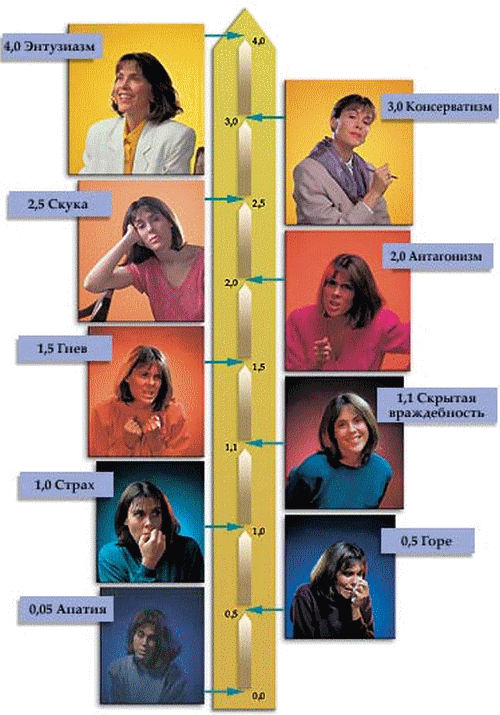 4,0 Энтузиазм
4,0
3,0 Консерватизм
3,0
2,5 Скука
2,5
2,0 Антагонизм
2,0
1,5 Гнев
1,5
1,1 Скрытая
враждебность
1,1
1,0 Страх
1,0
0,5 Горе
0,05 Апатия
0,5
0,0